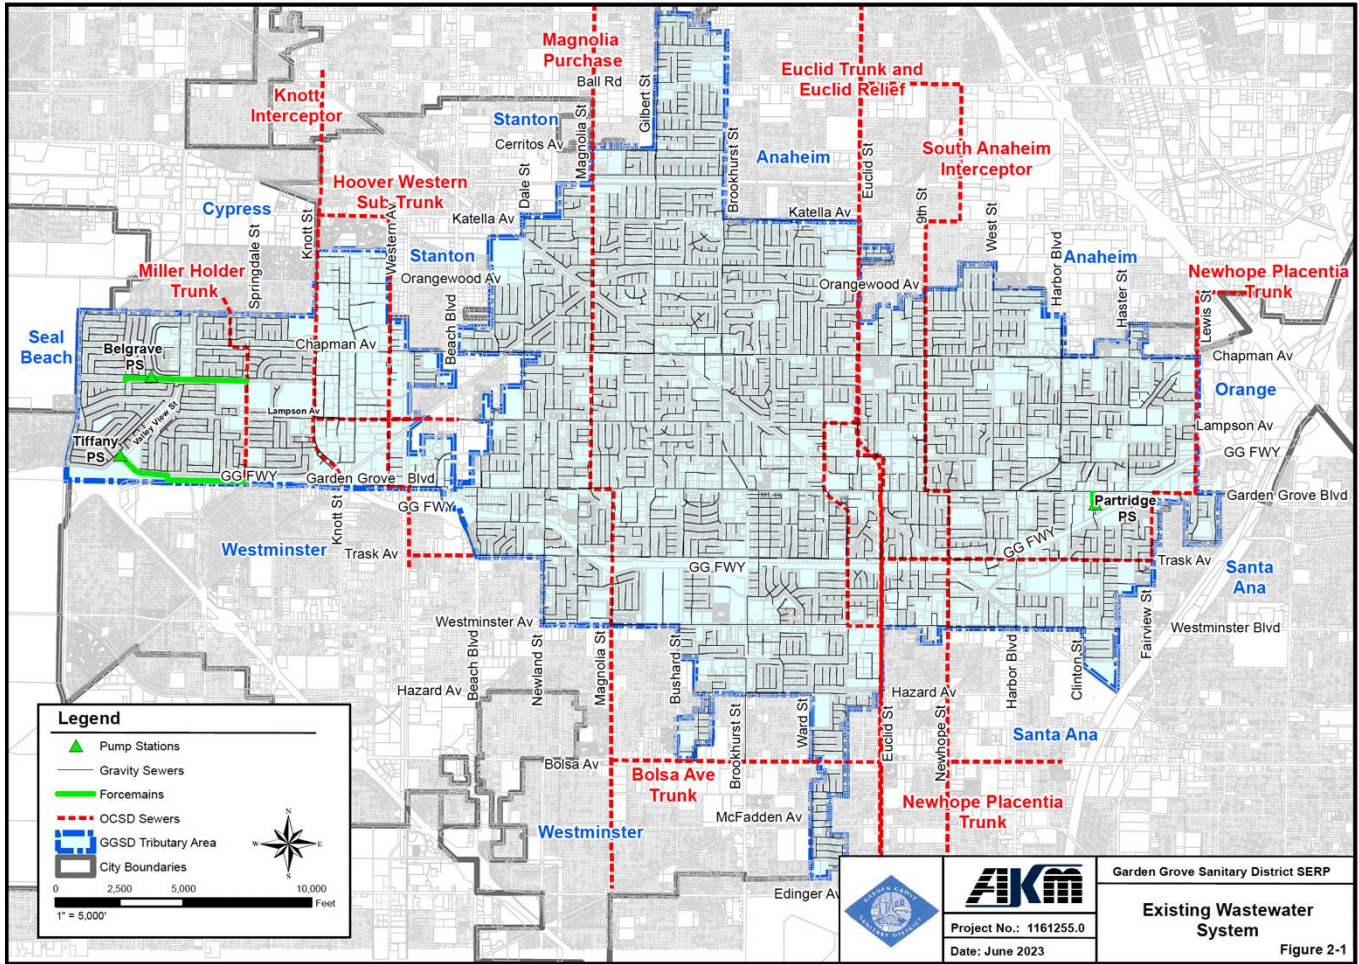 Magnolia
Purchase
Ball Rd
Gilbert St
Euclid Trunk and
Euclid Relief
Knott
Interceptor
Stanton
Cerritos Av
Magnolia St
Brookhurst St
Anaheim
Euclid St
South Anaheim
Interceptor
Hoover Western
Sub Trunk
Dale St
Katella Av
Katella Av
9th St
West St
Cypress
Knott St
Western Av
Stanton
Orangewood Av
Orangewood Av
Harbor Blvd
Anaheim
Haster St
Newhope Placentia
Trunk
Lewis St
Miller Holder
Trunk
Springdale St
Seal
Beach
Belgrave
PS
Chapman Av
Beach Blvd
Chapman Av
Orange
Lampson Av
Lampson Av
Valley View St
Tiffany
PS
GG FWY
Garden Grove Blvd
GG FWY
GG FWY
Garden Grove Blvd
Partridge
PS
Knott St
Westminster
Trask Av
GG FWY
GG FWY
Trask Av
Santa
Ana
Fairview St
Westminster Av
Westminster Blvd
Beach Blvd
Newland St
Magnolia St
Bushard St
Harbor Blvd
Clinton St
Hazard Av
Hazard Av
Brookhurst St
Ward St
Euclid St
Newhope St
Santa Ana
Bolsa Av
Bolsa Ave
Trunk
Newhope Placentia
Trunk
McFadden Av
Westminster
Edinger Av
Legend
Pump Stations
Gravity Sewers
Forcemains
OCSD Sewers
GGSD Tributary Area
City Boundaries
N
W
E
S
0 2,500 5,000 10,000
Feet
1" = 5,000'
GARDEN GROVE
SANITARY DISTRICT
AKM
Project No.: 1161255.0
Date: June 2023
Garden Grove Sanitary District SERP
Existing Wastewater
System
Figure 2-1